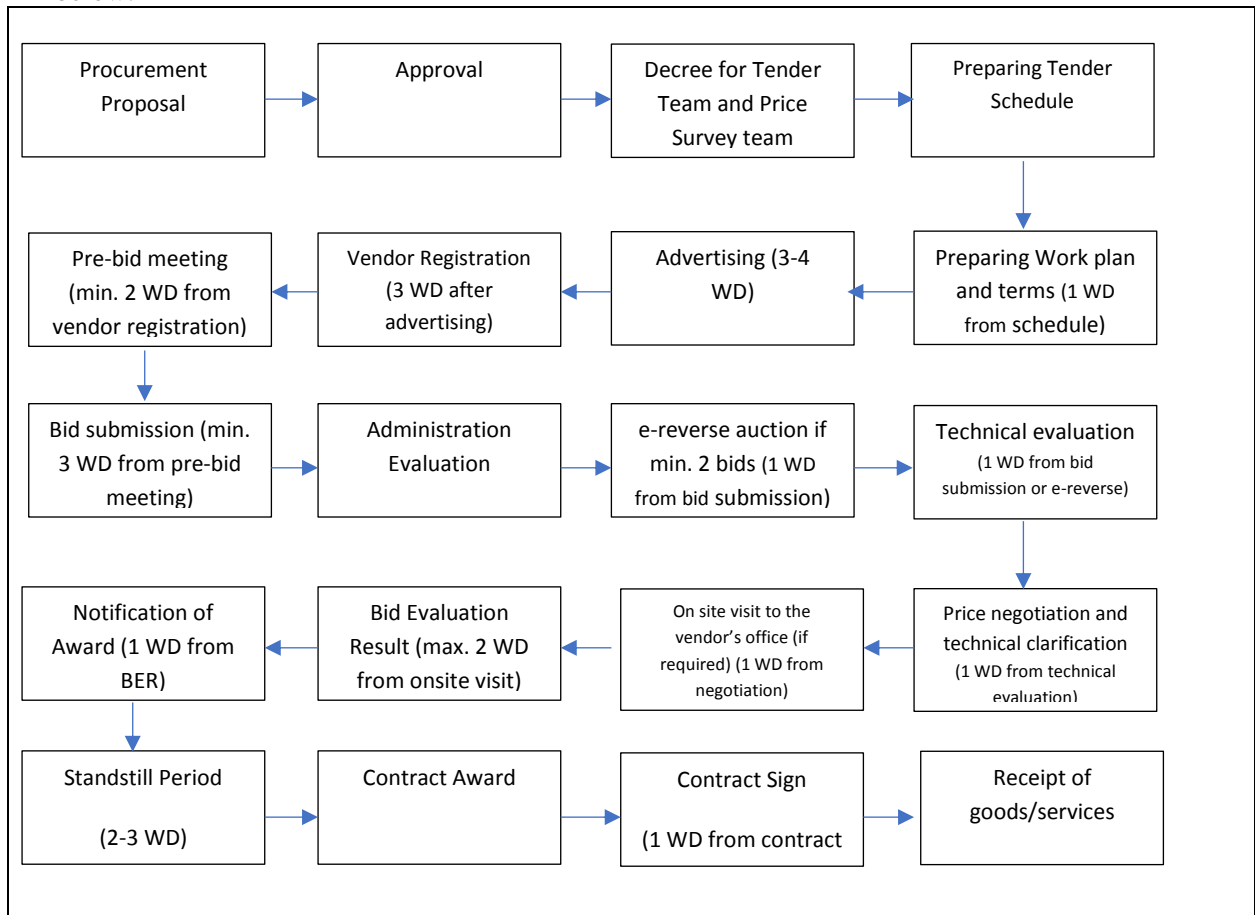 Procurement
Proposal
Approval
Decree for Tender
Team and Price
Survey team
Preparing Tender
Schedule
Pre-bid meeting
(min. 2 WD from
vendor registration)
Vendor Registration
(3 WD after
advertising)
Advertising (3-4
WD)
Preparing Work plan
and terms (1 WD
from schedule)
Bid submission (min.
3 WD from pre-bid
meeting)
Administration
Evaluation
e-reverse auction if
min. 2 bids (1 WD
from bid submission)
Technical evaluation
(1 WD from bid
submission or e-reverse)
Notification of
Award (1 WD from
BER)
Bid Evaluation
Result (max. 2 WD
from onsite visit)
On site visit to the
vendor’s office (if
required) (1 WD from
negotiation)
Price negotiation and
technical clarification
(1 WD from technical
evaluation)
Standstill Period
(2-3 WD)
Contract Award
Contract Sign
(1 WD from contract
Receipt of
goods/services